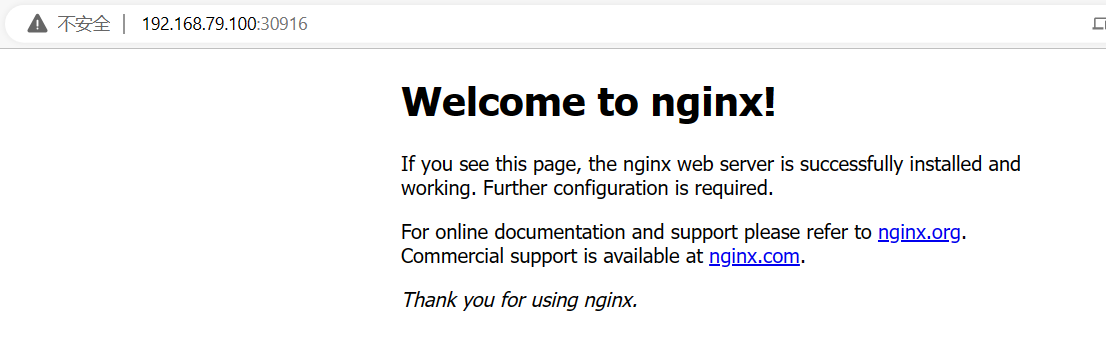 不安全 192.168.79.100:30916
Welcome to nginx!
If you see this page, the nginx web server is successfully installed and
working. Further configuration is required.
For online documentation and support please refer to nginx.org.
Commercial support is available at nginx.com.
Thank you for using nginx.